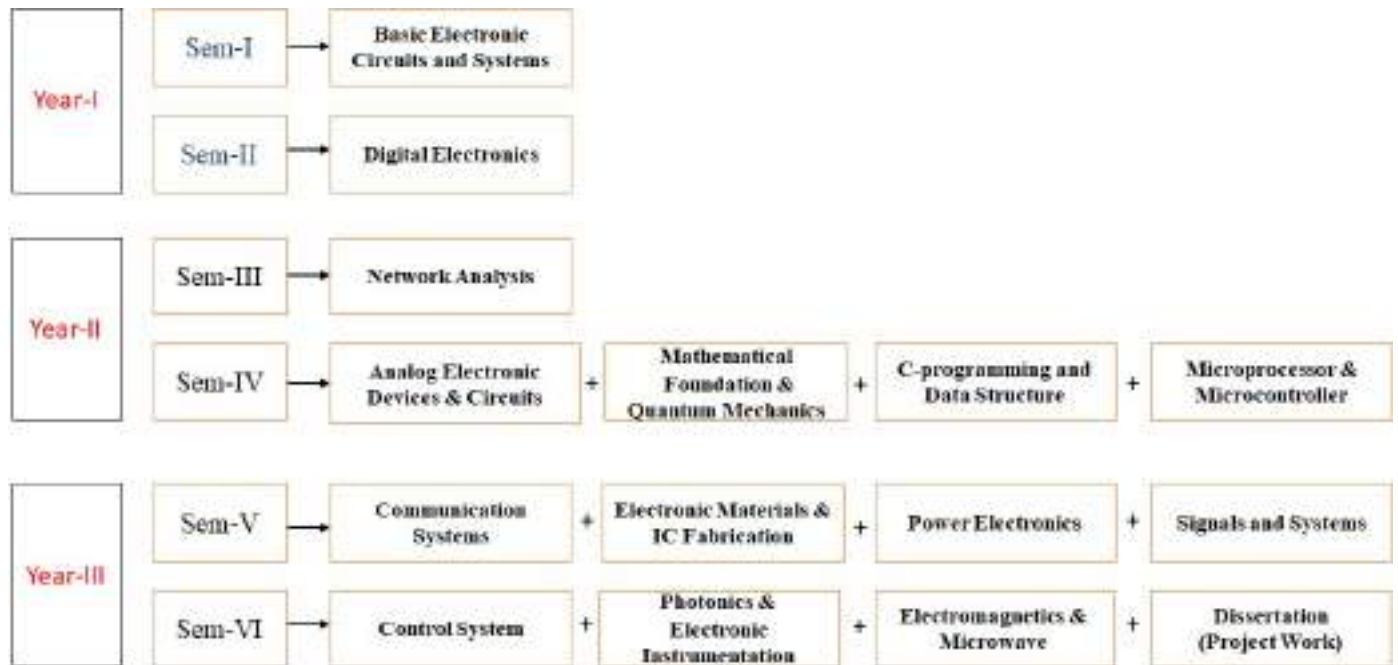 Year-I
Sem-I
Basic Electronic
Circuits and Systems
Sem-II
Digital Electronics
Year-II
Sem-III
Network Analysis
Sem-IV
Analog Electronic
Devices & Circuits
+
Mathematical
Foundation &
Quantum Mechanics
+
C-programming and
Data Structure
+
Microprocessor &
Microcontroller
Year-III
Sem-V
Communication
Systems
+
Electronic Materials &
IC Fabrication
+
Power Electronics
+
Signals and Systems
Sem-VI
Control System
+
Photonics &
Electronic
Instrumentation
+
Electromagnetics &
Microwave
+
Dissertation
(Project Work)